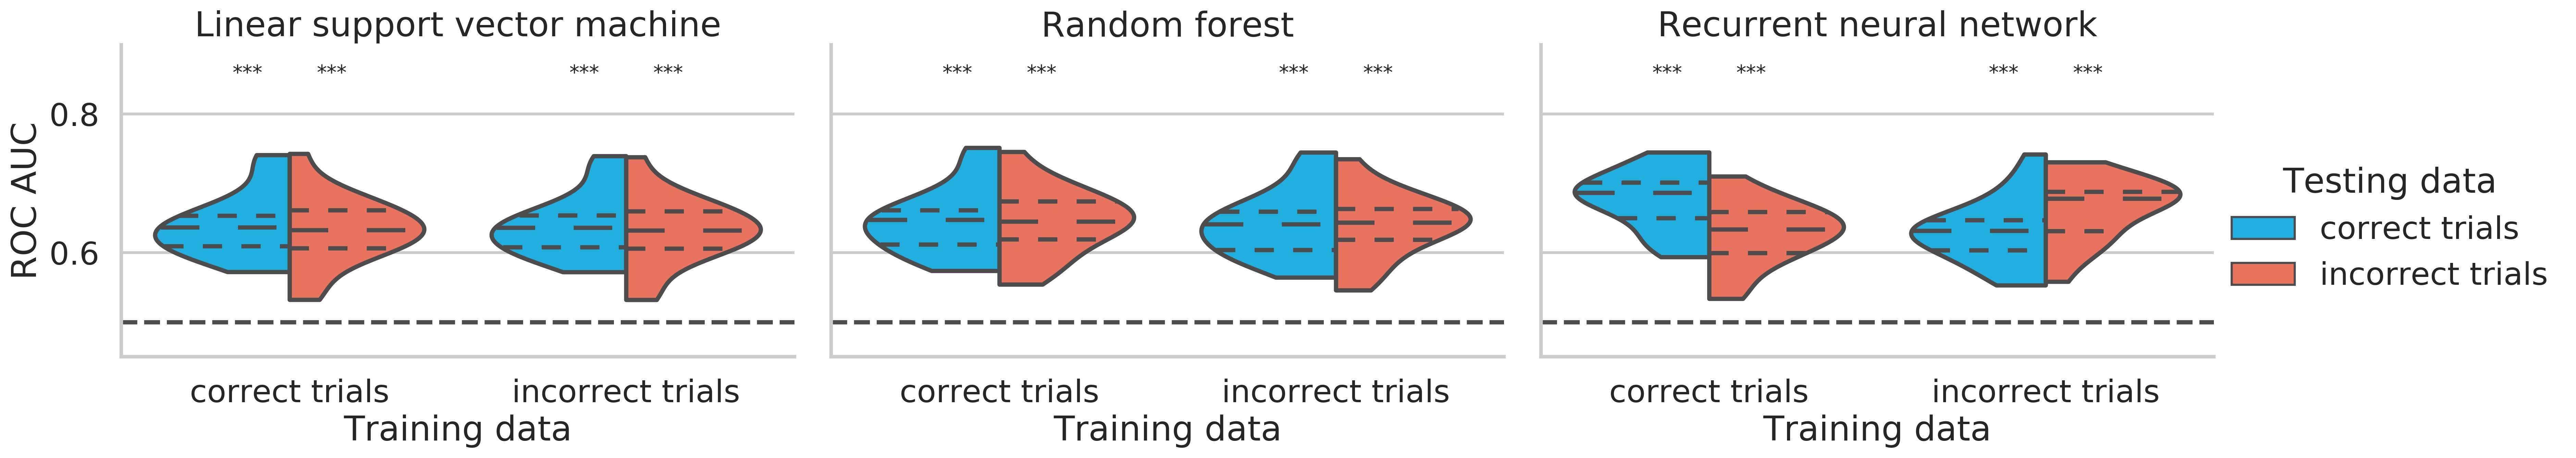 Linear support vector machine
Random forest
Recurrent neural network
*** *** *** ***
*** *** *** ***
*** *** *** ***
ROC AUC
0.8
0.6
correct trials incorrect trials
Training data
correct trials incorrect trials
Training data
correct trials incorrect trials
Training data
Testing data
correct trials
incorrect trials